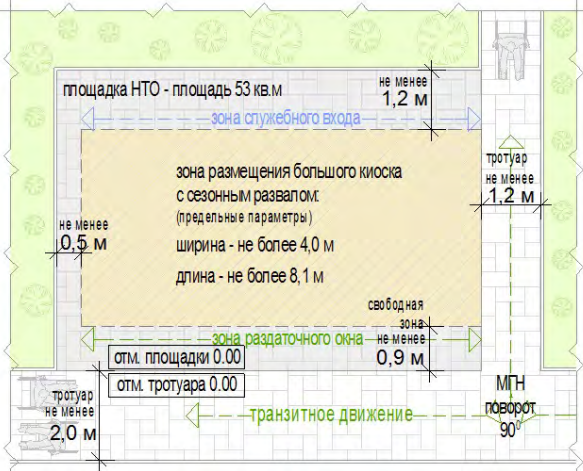 площадка НТО - площадь 53 кв.м
не менее
1,2 м
зона служебного входа
зона размещения большого киоска
с сезонным развалом:
(предельные параметры)
ширина - не более 4,0 м
длина - не более 8,1 м
тротуар
не менее
1,2 м
не менее
0,5 м
свободная
зона
не менее
0,9 м
зона раздаточного окна
отм. площадки 0.00
отм. тротуара 0.00
тротуар
не менее
2,0 м
транзитное движение
МГН
поворот
90⁰